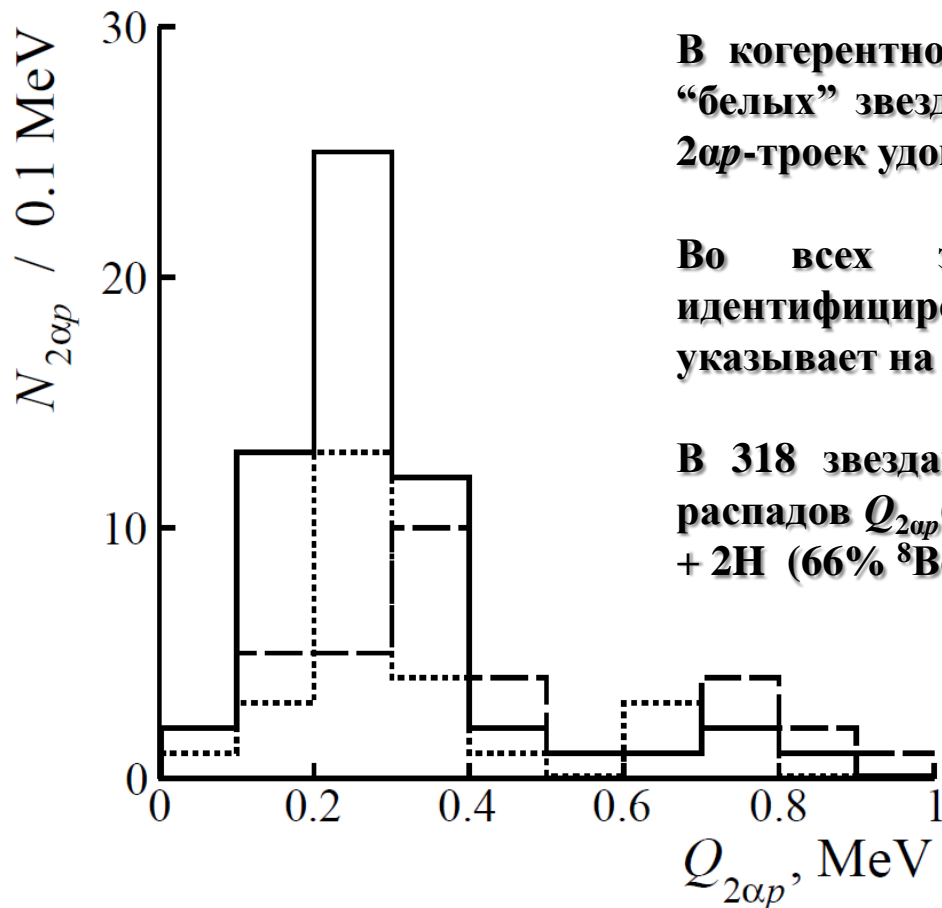 30
20
10
0
N2αp / 0.1 MeV
0 0.2 0.4 0.6 0.8 1
Q2αp, MeV
В когерентно
“белых” звезд
2αp-троек удо
Во всех з
идентифициро
указывает на
В 318 звезда
распадов Q2αp(
+ 2H (66% 8Be